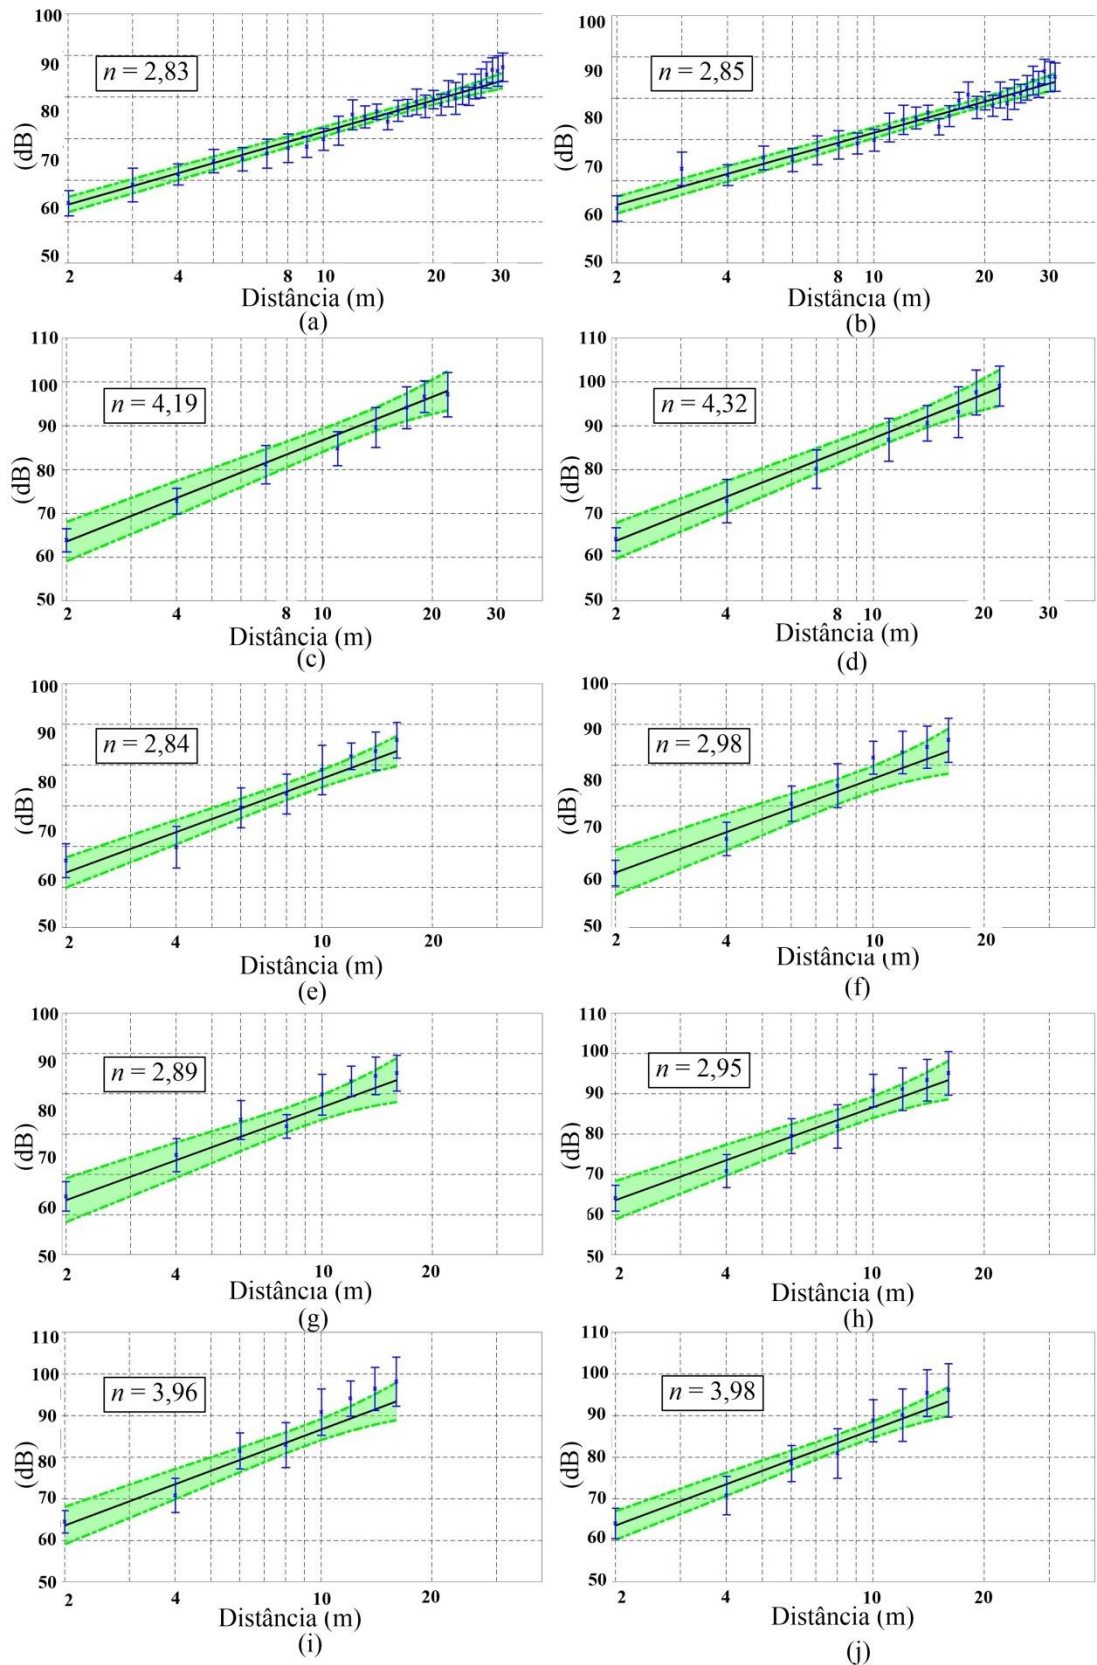 100
90
80
70
60
50
(dB)
n = 2,83
2 4 8 10 20 30
Distância (m)
(a)
100
90
80
70
60
50
(dB)
n = 2,85
2 4 8 10 20 30
Distância (m)
(b)
110
100
90
80
70
60
50
(dB)
n = 4,19
2 4 8 10 20 30
Distância (m)
(c)
110
100
90
80
70
60
50
(dB)
n = 4,32
2 4 8 10 20 30
Distância (m)
(d)
100
90
80
70
60
50
(dB)
n = 2,84
2 4 10 20
Distância (m)
(e)
100
90
80
70
60
50
(dB)
n = 2,98
2 4 10 20
Distância (m)
(f)
100
90
80
70
60
50
(dB)
n = 2,89
2 4 10 20
Distância (m)
(g)
110
100
90
80
70
60
50
(dB)
n = 2,95
2 4 10 20
Distância (m)
(h)
110
100
90
80
70
60
50
(dB)
n = 3,96
2 4 10 20
Distância (m)
(i)
110
100
90
80
70
60
50
(dB)
n = 3,98
2 4 10 20
Distância (m)
(j)